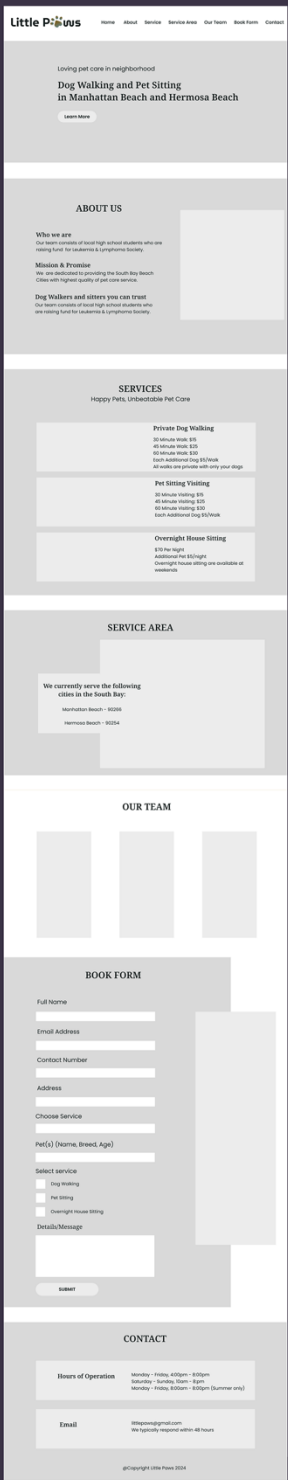 Little Paws
Home About Service Service Area Our Team Book Form Contact
Loving pet care in neighborhood
Dog Walking and Pet Sitting
in Manhattan Beach and Hermosa Beach
Learn More
ABOUT US
Who we are
Our team consists of local high school students who are
raising fund for Leukemia & Lymphoma Society.
Mission & Promise
We are dedicated to providing the South Bay Beach
Cities with highest quality of pet care service.
Dog Walkers and sitters you can trust
Our team consists of local high school students who
are raising fund for Leukemia & Lymphoma Society.
SERVICES
Happy Pets, Unbeatable Pet Care
Private Dog Walking
30 Minute Walk: $15
45 Minute Walk: $25
60 Minute Walk: $30
Each Additional Dog $5/Walk
All walks are private with only your dogs
Pet Sitting Visiting
30 Minute Visiting: $15
45 Minute Visiting: $25
60 Minute Visiting: $30
Each Additional Dog $5/Walk
Overnight House Sitting
$70 Per Night
Additional Pet $5/night
Overnight house sitting are available at
weekends
SERVICE AREA
We currently serve the following
cities in the South Bay:
Manhattan Beach - 90266
Hermosa Beach - 90254
OUR TEAM
BOOK FORM
Full Name
Email Address
Contact Number
Address
Choose Service
Pet(s) (Name, Breed, Age)
Select service
Dog Walking
Pet Sitting
Overnight House Sitting
Details/Message
SUBMIT
CONTACT
Hours of Operation
Monday - Friday, 4:00pm - 8:00pm
Saturday - Sunday, 10am - 8pm
Monday - Friday, 8:00am - 8:00pm (Summer only)
Email
littlepaws@gmail.com
We typically respond within 48 hours
@Copyright Little Paws 2024